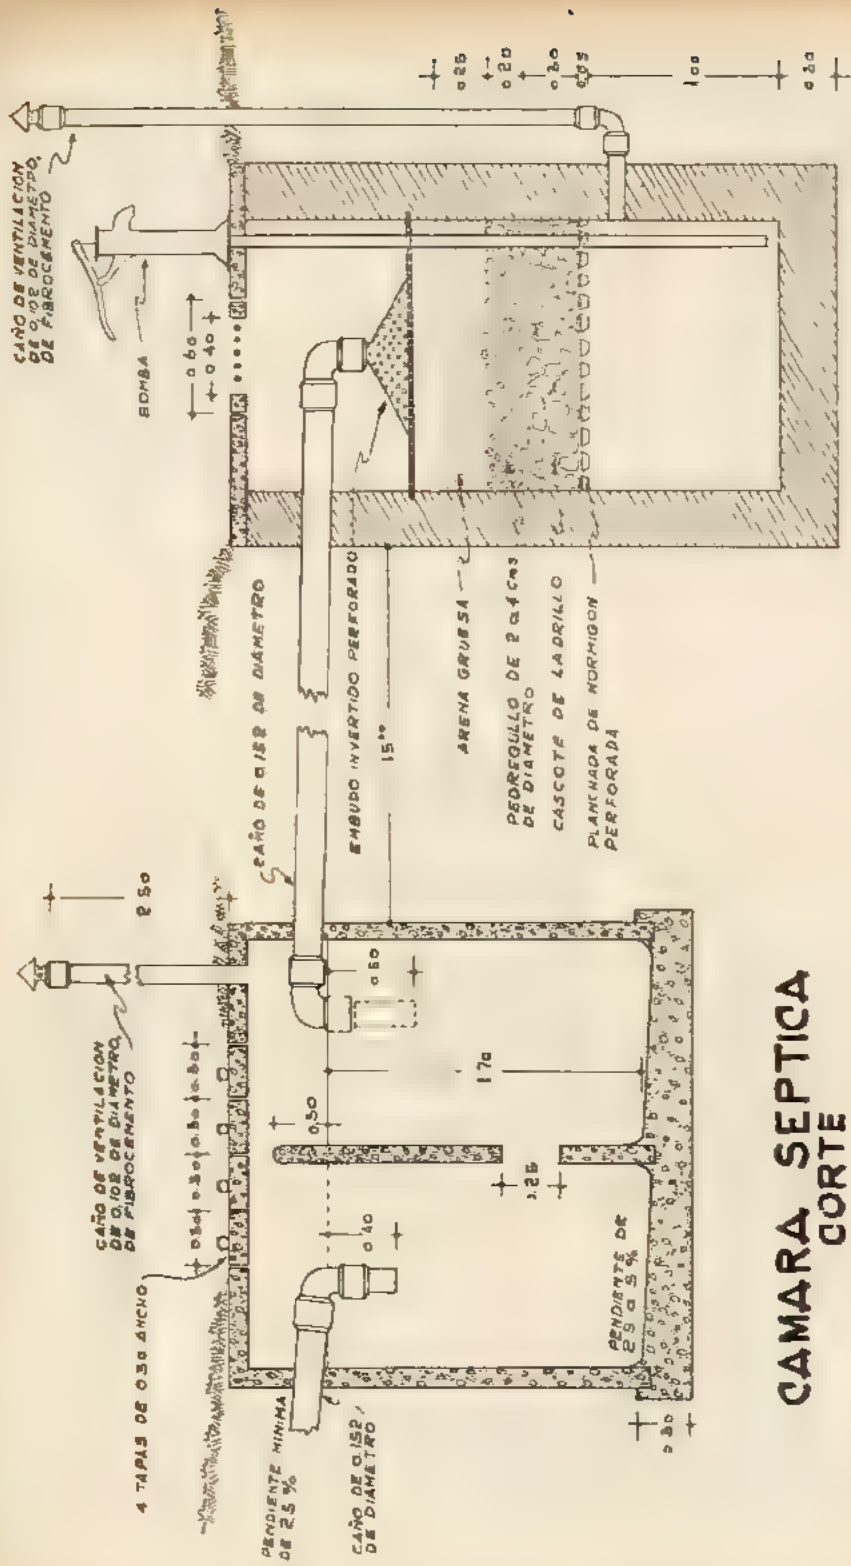 CAÑO DE VENTILACION
DE 0,102 DE DIAMETRO,
DE FIBROCEMENTO
4 TAPAS DE 0.30 ANCHO
0.30
0.30
0.30
0.30
2.50
PENDIENTE MINIMA
DE 2.5 %
CAÑO DE 0,152
DE DIAMETRO
0.40
0,30
0.50
1.70
PENDIENTE DE
2.5 a 5 %
CAÑO DE 0,152 DE DIAMETRO
15.00
CAÑO DE VENTILACION
DE 0,102 DE DIAMETRO,
DE FIBROCEMENTO
BOMBA
0.60
0.40
EMBUDO INVERTIDO PERFORADO
ARENA GRUESA
PEDREGULLO DE 2 a 4 Cms
DE DIAMETRO
CASCOTE DE LADRILLO
PLANCHADA DE HORMIGON
PERFORADA
0.25
0.20
0.05
1.00
CAMARA SEPTICA
CORTE